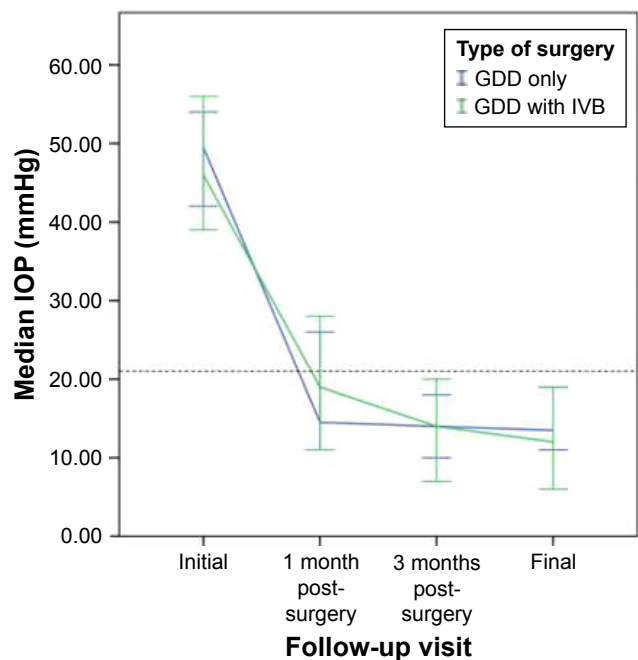 Median IOP (mmHg)
60.00
50.00
40.00
30.00
20.00
10.00
0.00
Type of surgery
GDD only
GDD with IVB
Initial
1 month
post-
surgery
3 months
post-
surgery
Final
Follow-up visit